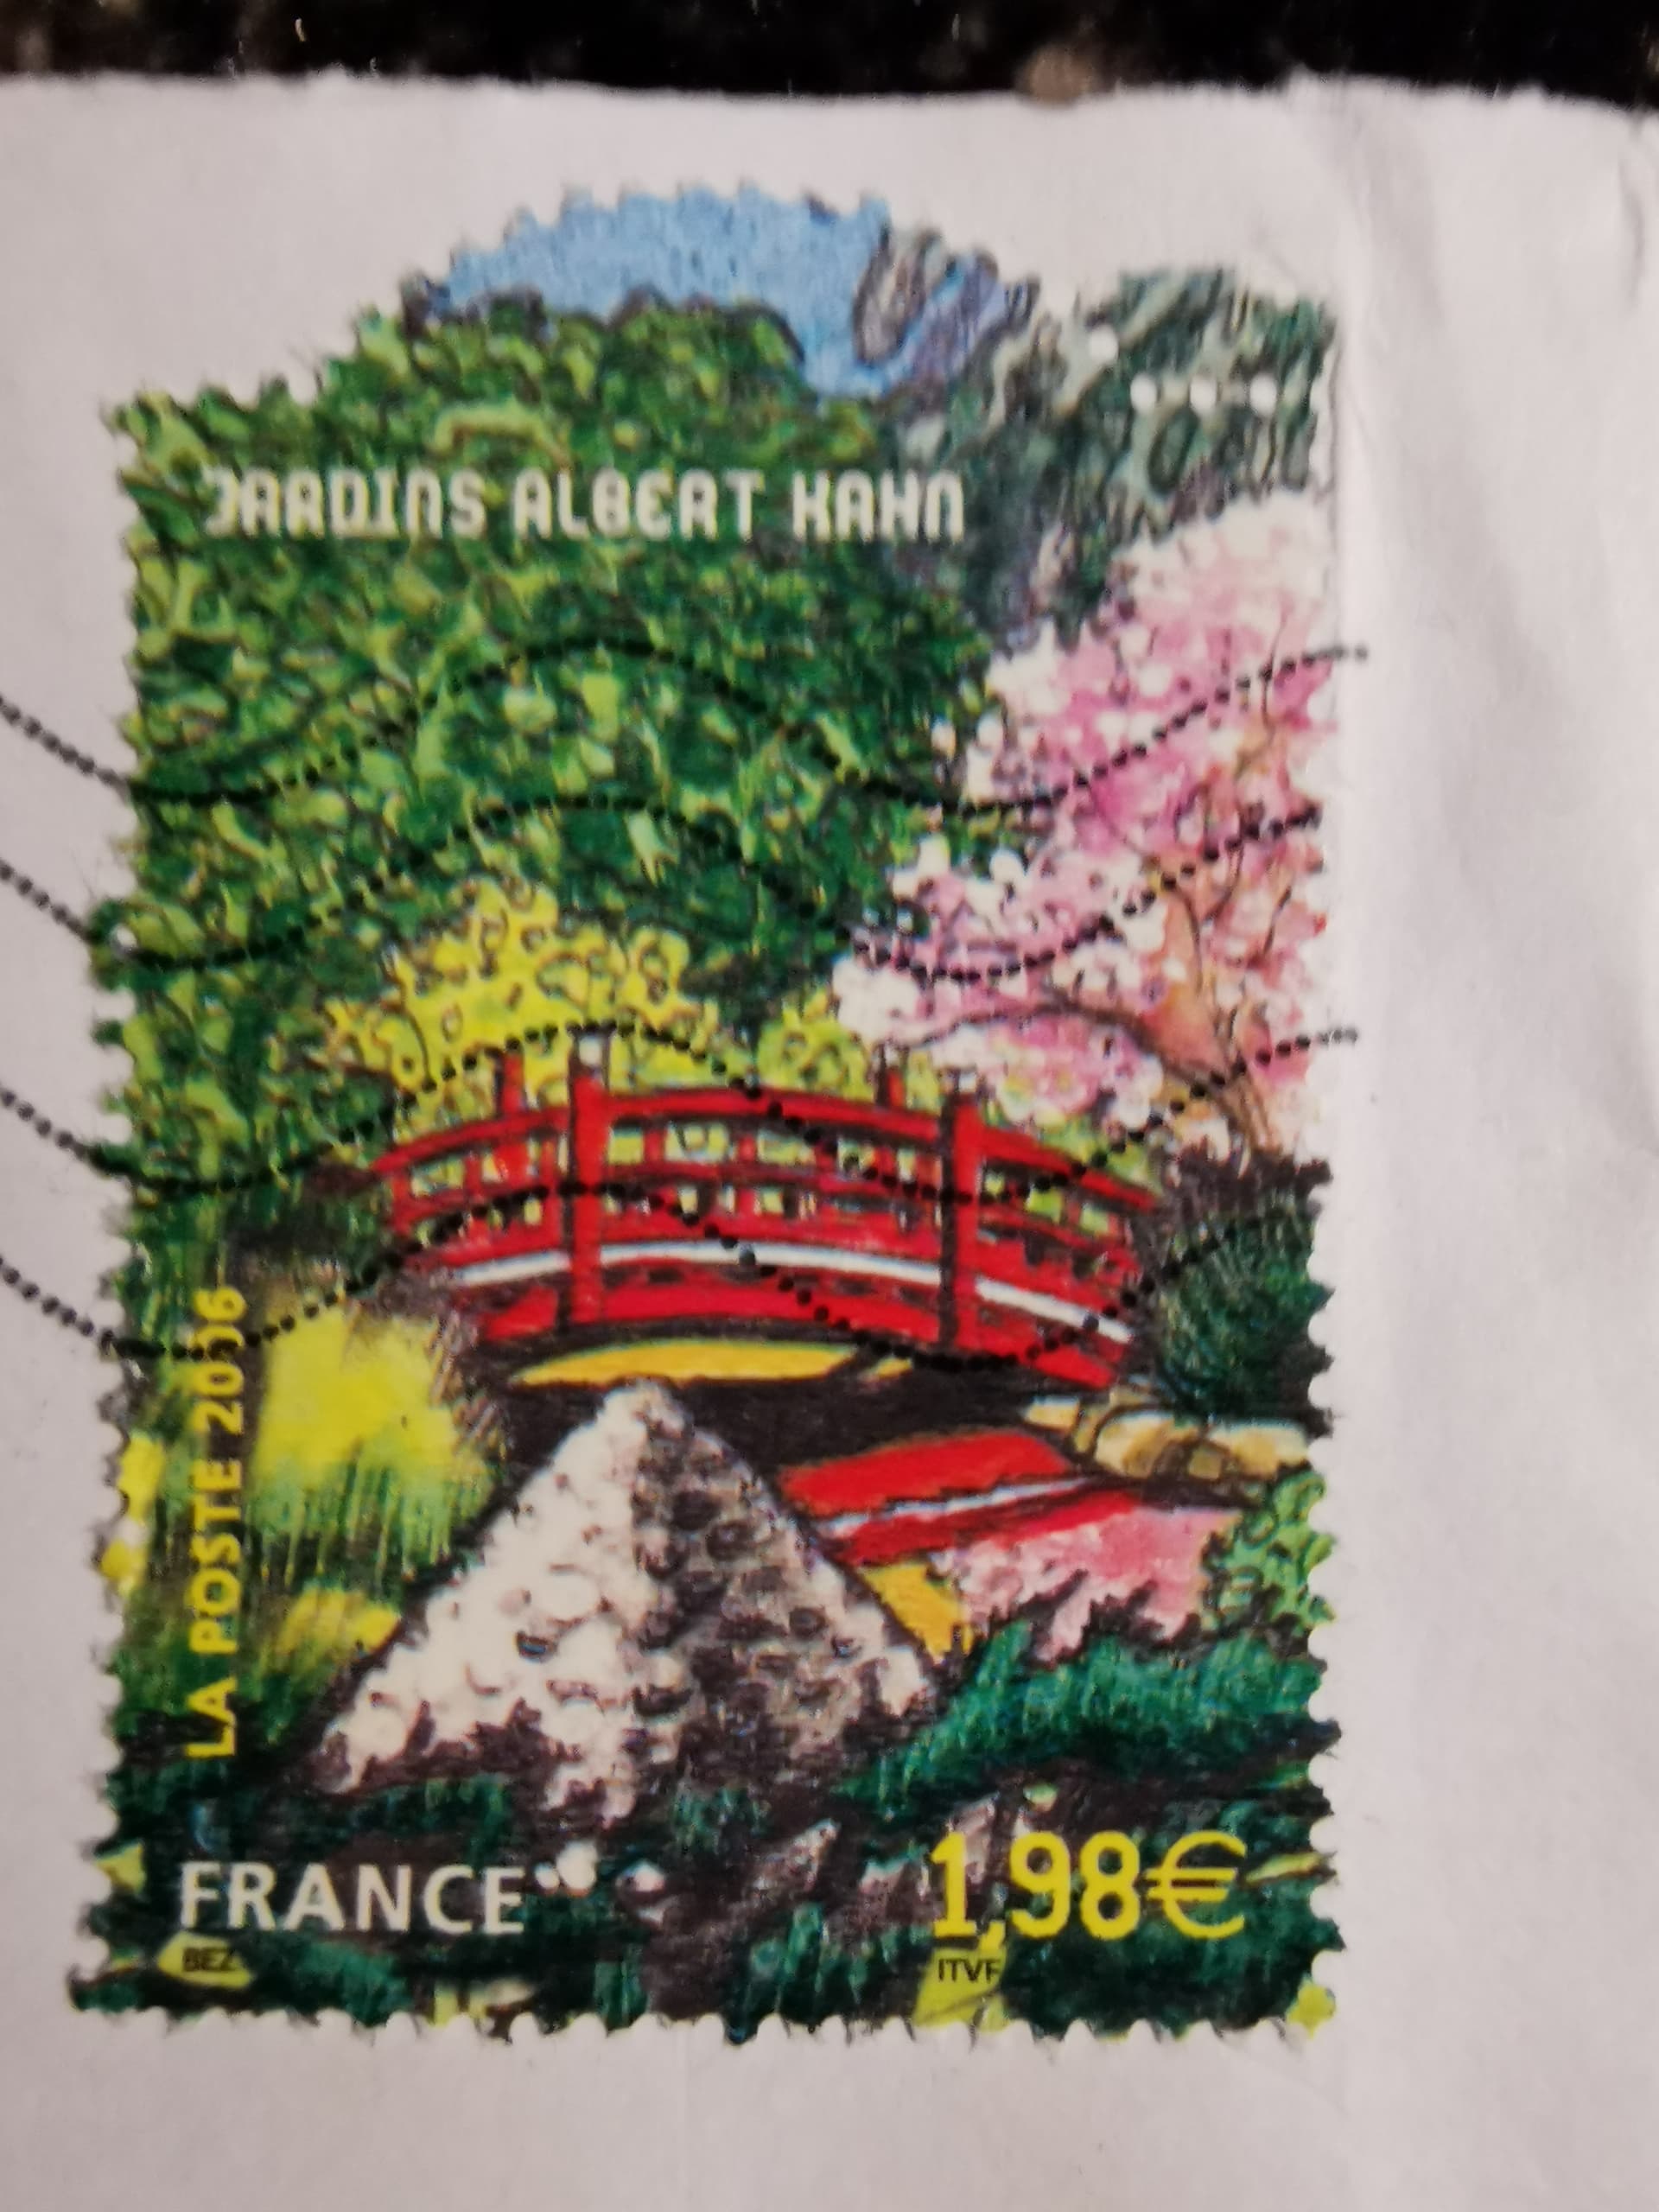 JARDINS ALBERT KAHN
LA POSTE 2006
FRANCE
1,98€
BEZ
ITVF